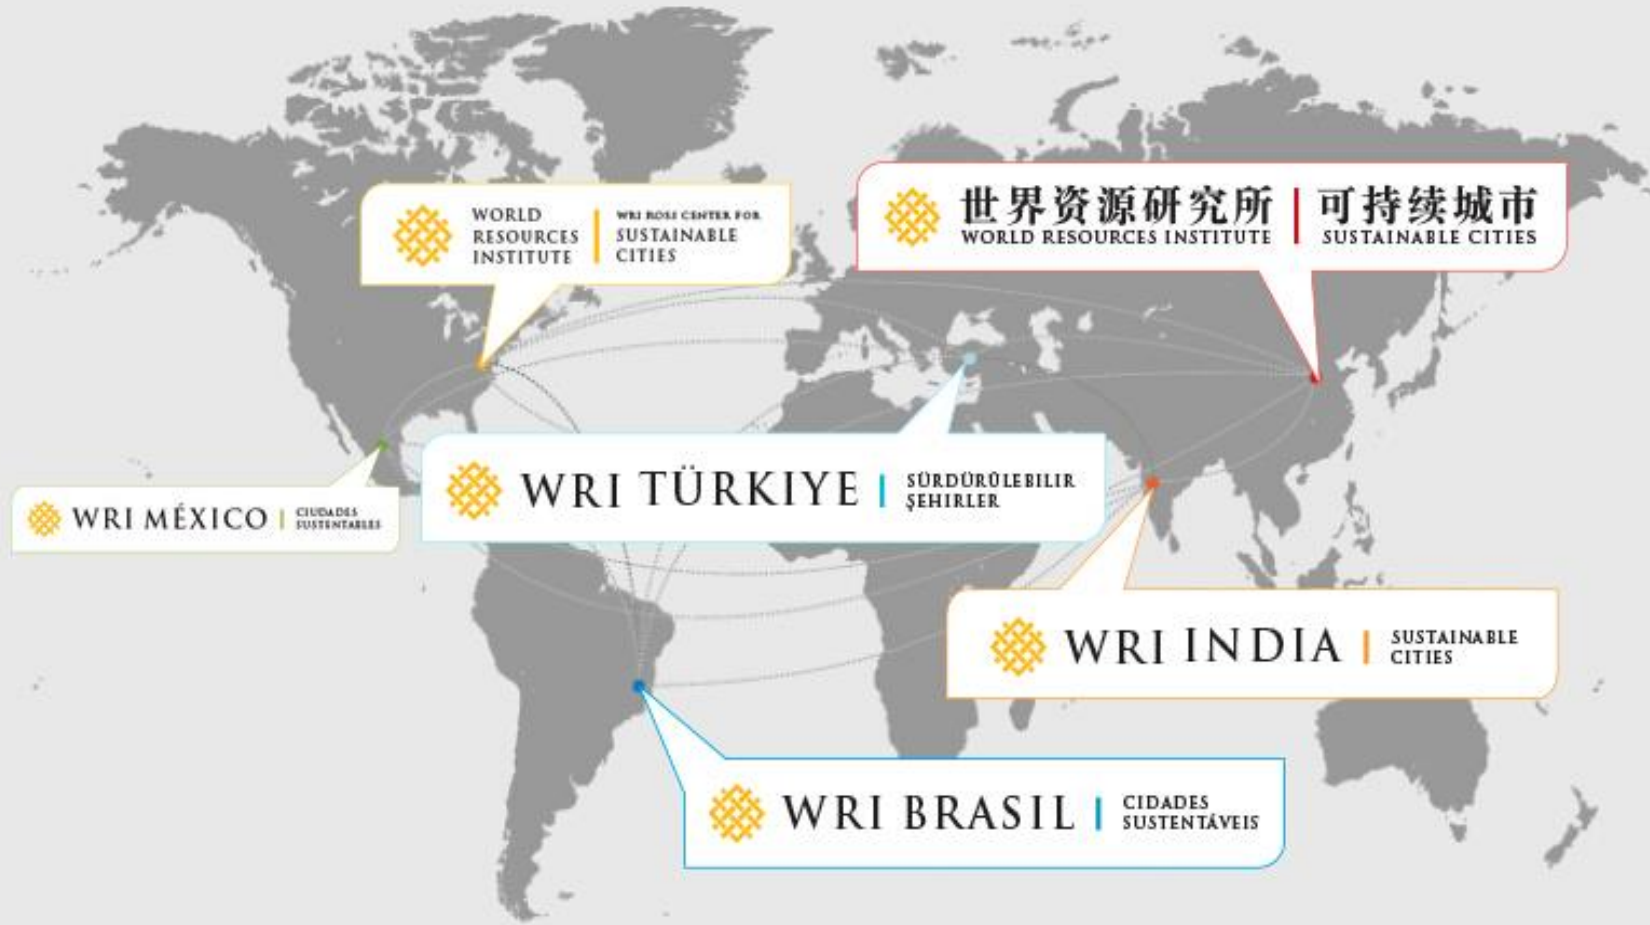 WORLD
RESOURCES
INSTITUTE
WRI ROSS CENTER FOR
SUSTAINABLE
CITIES
世界资源研究所
WORLD RESOURCES INSTITUTE
可持续城市
SUSTAINABLE CITIES
WRI TÜRKIYE
SÜRDÜRÜLEBILIR
ŞEHIRLER
WRI MÉXICO
CIUDADES
SUSTENTABLES
WRI INDIA
SUSTAINABLE
CITIES
WRI BRASIL
CIDADES
SUSTENTÁVEIS